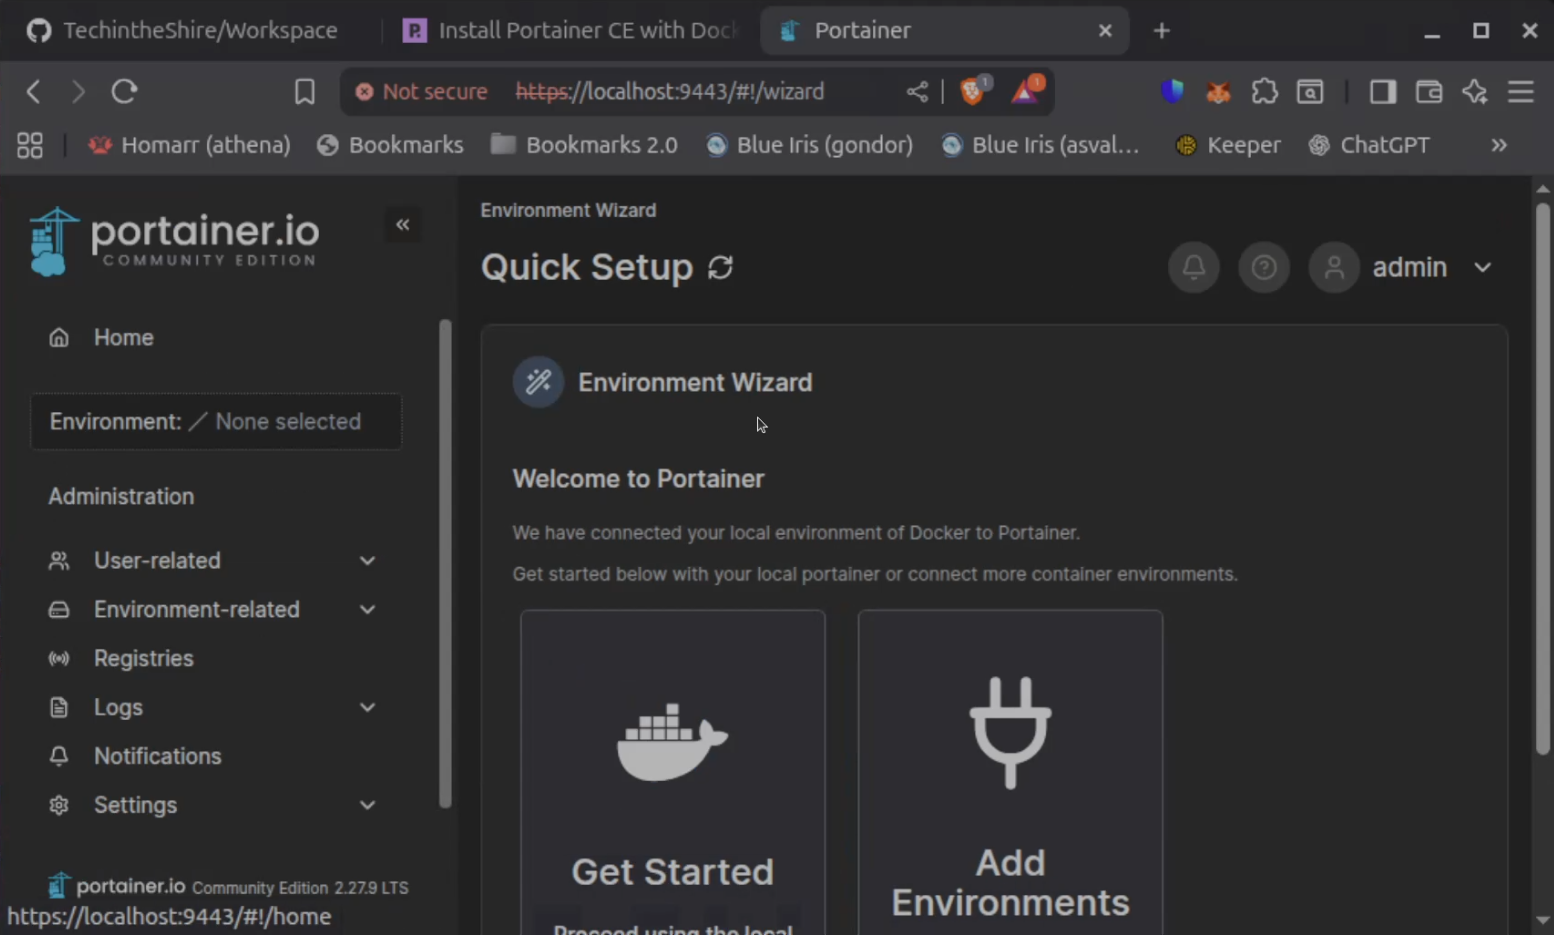 TechintheShire/Workspace
Install Portainer CE with Dock
Portainer
Not secure https://localhost:9443/#!/wizard
1
1
Homarr (athena)
Bookmarks
Bookmarks 2.0
Blue Iris (gondor)
Blue Iris (asval...
Keeper
ChatGPT
portainer.io
COMMUNITY EDITION
Home
Environment: None selected
Administration
User-related
Environment-related
Registries
Logs
Notifications
Settings
portainer.io Community Edition 2.27.9 LTS
https://localhost:9443/#!/home
Environment Wizard
Quick Setup
admin
Environment Wizard
Welcome to Portainer
We have connected your local environment of Docker to Portainer.
Get started below with your local portainer or connect more container environments.
Get Started
Proceed using the local
Add
Environments